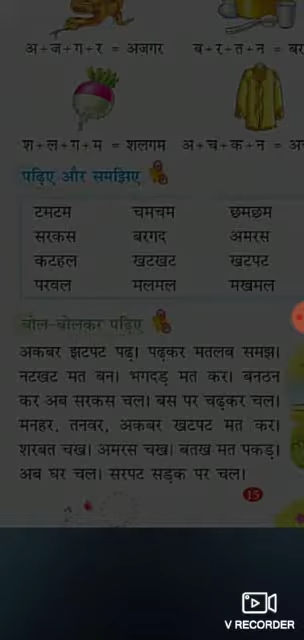 अ+ज+ग+र = अजगर ब+र+त+न =
श+ल+ग+म = शलगम अ+च+क+न =
पढ़िए और समझिए
टमटम चमचम छमछम
सरकस बरगद अमरस
कटहल खटखट खटपट
परवल मलमल मखमल
बोल-बोलकर पढ़िए
अकबर झटपट पढ़। पढ़कर मतलब समझ।
नटखट मत बन। भगदड़ मत कर। बनठन
कर अब सरकस चल। बस पर चढ़कर चल।
मनहर, तनवर, अकबर खटपट मत कर।
शरबत चख। अमरस चख। बतख मत पकड़।
अब घर चल। सरपट सड़क पर चल।
15
V RECORDER